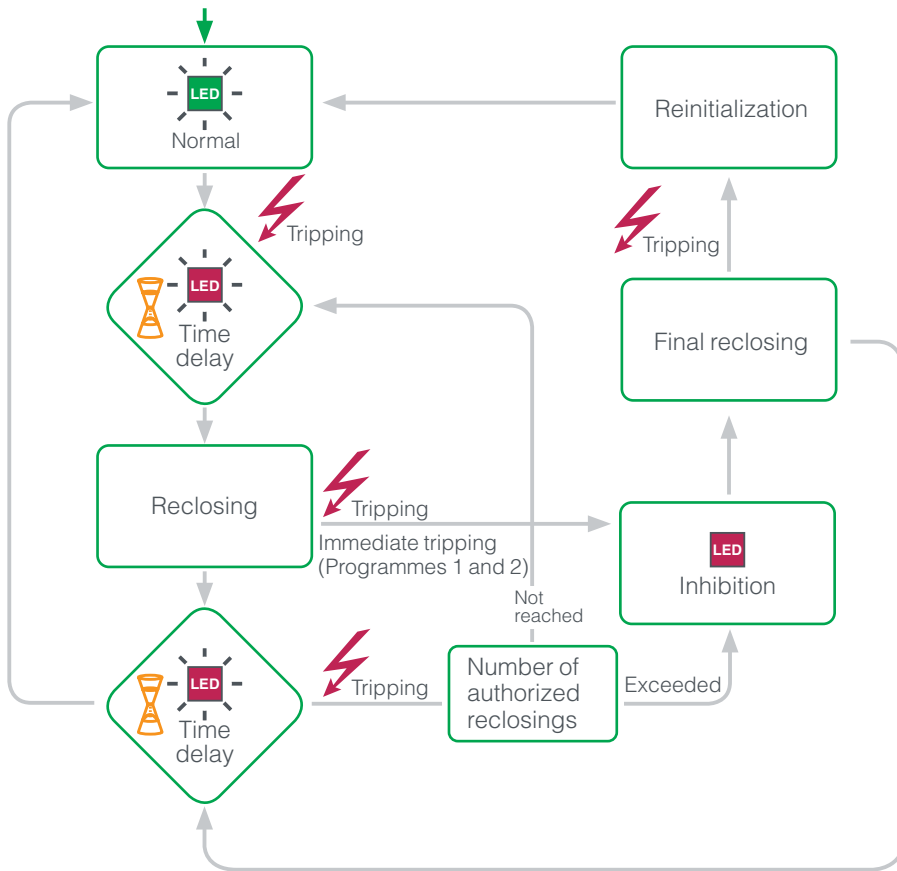 LED
Normal
Reinitialization
Tripping
Tripping
LED
Time
delay
Final reclosing
Reclosing
Tripping
Immediate tripping
(Programmes 1 and 2)
LED
Inhibition
Not
reached
LED
Time
delay
Tripping
Number of
authorized
reclosings
Exceeded